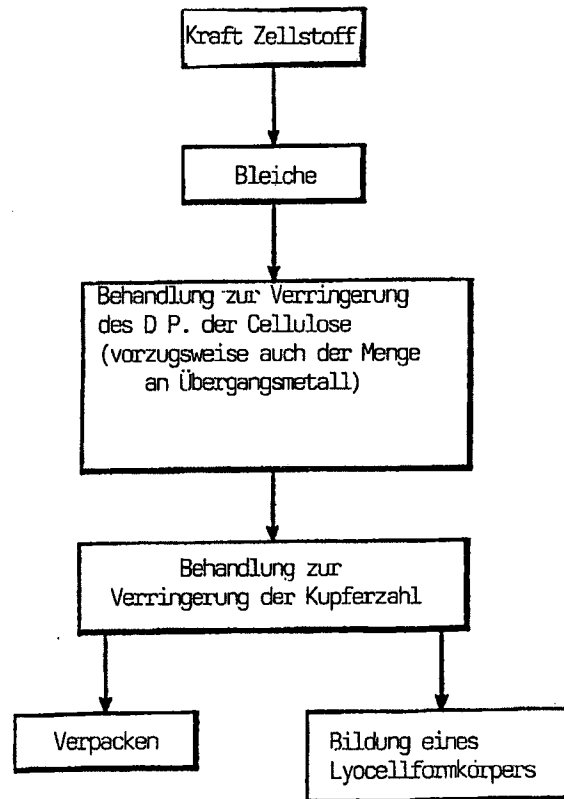 Kraft Zellstoff
Bleiche
Behandlung zur Verringerung
des D P. der Cellulose
(vorzugsweise auch der Menge
an Übergangsmetall)
Behandlung zur
Verringerung der Kupferzahl
Verpacken
Bildung eines
Lyocellformkörpers